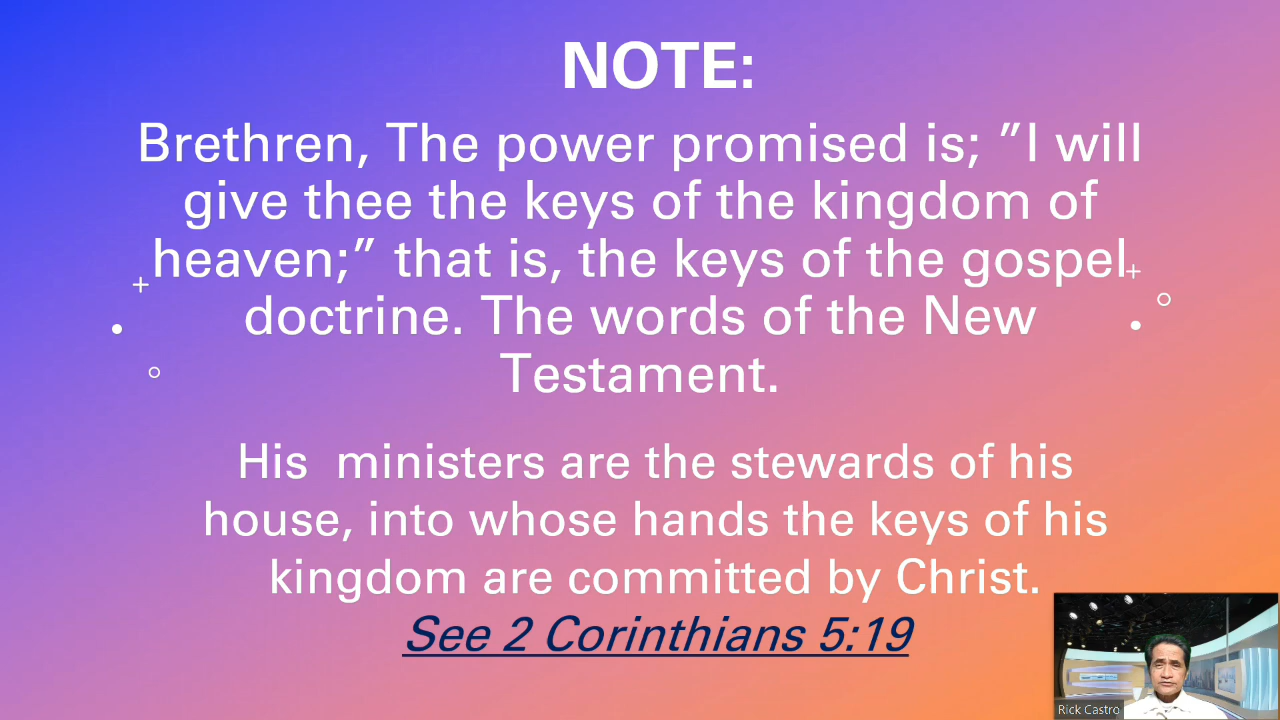 NOTE:
Brethren, The power promised is; ”I will
give thee the keys of the kingdom of
heaven;” that is, the keys of the gospel
doctrine. The words of the New
Testament.
His  ministers are the stewards of his
house, into whose hands the keys of his
kingdom are committed by Christ.
See 2 Corinthians 5:19
Rick Castro